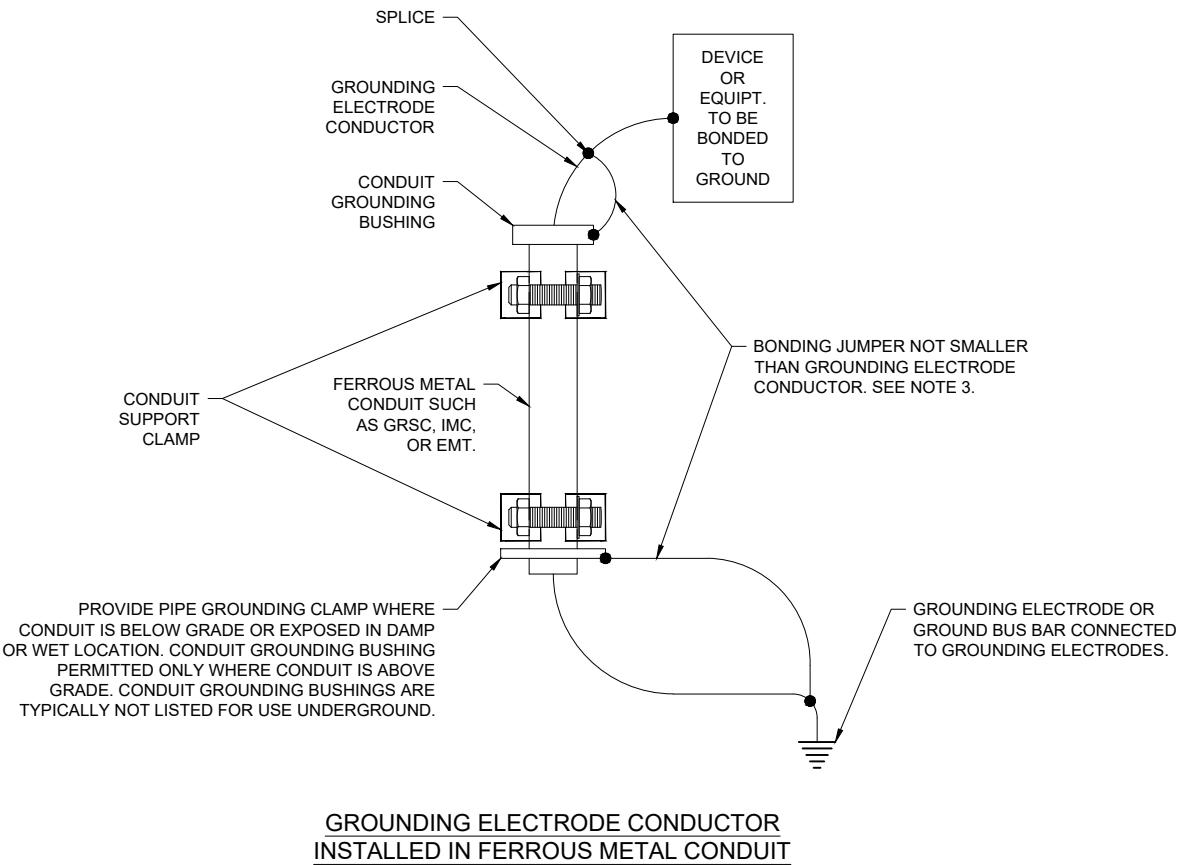 SPLICE
DEVICE
OR
EQUIPT.
TO BE
BONDED
TO
GROUND
GROUNDING
ELECTRODE
CONDUCTOR
CONDUIT
GROUNDING
BUSHING
BONDING JUMPER NOT SMALLER
THAN GROUNDING ELECTRODE
CONDUCTOR. SEE NOTE 3.
FERROUS METAL
CONDUIT SUCH
AS GRSC, IMC,
OR EMT.
CONDUIT
SUPPORT
CLAMP
PROVIDE PIPE GROUNDING CLAMP WHERE
CONDUIT IS BELOW GRADE OR EXPOSED IN DAMP
OR WET LOCATION. CONDUIT GROUNDING BUSHING
PERMITTED ONLY WHERE CONDUIT IS ABOVE
GRADE. CONDUIT GROUNDING BUSHINGS ARE
TYPICALLY NOT LISTED FOR USE UNDERGROUND.
GROUNDING ELECTRODE OR
GROUND BUS BAR CONNECTED
TO GROUNDING ELECTRODES.
GROUNDING ELECTRODE CONDUCTOR
INSTALLED IN FERROUS METAL CONDUIT